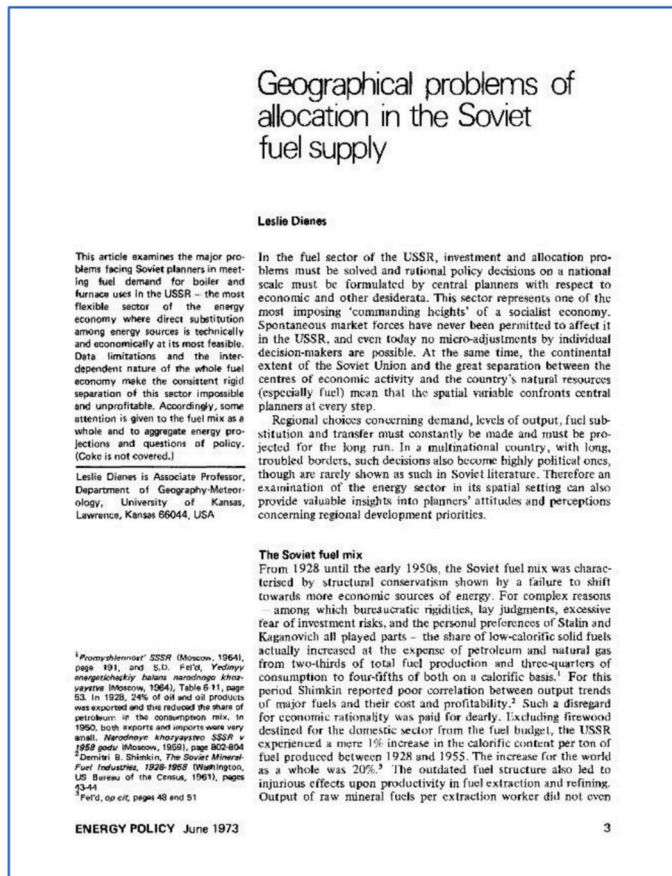 Geographical problems of
allocation in the Soviet
fuel supply
Leslie Dienes
This article examines the major pro-
blems facing Soviet planners in meet-
ing fuel demand for boiler and
furnace uses in the USSR – the most
flexible sector of the energy
economy where direct substitution
among energy sources is technically
and economically at its most feasible.
Data limitations and the inter-
dependent nature of the whole fuel
economy make the consistent rigid
separation of this sector impossible
and unprofitable. Accordingly, some
attention is given to the fuel mix as a
whole and to aggregate energy pro-
jections and questions of policy.
(Coke is not covered.)
Leslie Dienes is Associate Professor,
Department of Geography-Meteor-
ology, University of Kansas,
Lawrence, Kansas 66044, USA
¹Promyshlennost' SSSR (Moscow, 1964),
page 191, and S.D. Fel'd, Yedinyy
energeticheskiy balans narodnogo khoz-
yaystva (Moscow, 1964), Table 6-11, page
53. In 1928, 24% of oil and oil products
was exported and this reduced the share of
petroleum in the consumption mix. In
1950, both exports and imports were very
small. Narodnoye khozyaystvo SSSR v
1958 godu (Moscow, 1959), page 802-804
²Demitri B. Shimkin, The Soviet Mineral-
Fuel Industries, 1928-1958 (Washington,
US Bureau of the Census, 1961), pages
43-44
³Fel'd, op cit, pages 48 and 51
In the fuel sector of the USSR, investment and allocation pro-
blems must be solved and rational policy decisions on a national
scale must be formulated by central planners with respect to
economic and other desiderata. This sector represents one of the
most imposing 'commanding heights' of a socialist economy.
Spontaneous market forces have never been permitted to affect it
in the USSR, and even today no micro-adjustments by individual
decision-makers are possible. At the same time, the continental
extent of the Soviet Union and the great separation between the
centres of economic activity and the country's natural resources
(especially fuel) mean that the spatial variable confronts central
planners at every step.
Regional choices concerning demand, levels of output, fuel sub-
stitution and transfer must constantly be made and must be pro-
jected for the long run. In a multinational country, with long,
troubled borders, such decisions also become highly political ones,
though are rarely shown as such in Soviet literature. Therefore an
examination of the energy sector in its spatial setting can also
provide valuable insights into planners' attitudes and perceptions
concerning regional development priorities.
The Soviet fuel mix
From 1928 until the early 1950s, the Soviet fuel mix was charac-
terised by structural conservatism shown by a failure to shift
towards more economic sources of energy. For complex reasons
– among which bureaucratic rigidities, lay judgments, excessive
fear of investment risks, and the personal preferences of Stalin and
Kaganovich all played parts – the share of low-calorific solid fuels
actually increased at the expense of petroleum and natural gas
from two-thirds of total fuel production and three-quarters of
consumption to four-fifths of both on a calorific basis.¹ For this
period Shimkin reported poor correlation between output trends
of major fuels and their cost and profitability.² Such a disregard
for economic rationality was paid for dearly. Excluding firewood
destined for the domestic sector from the fuel budget, the USSR
experienced a mere 1% increase in the calorific content per ton of
fuel produced between 1928 and 1955. The increase for the world
as a whole was 20%.³ The outdated fuel structure also led to
injurious effects upon productivity in fuel extraction and refining.
Output of raw mineral fuels per extraction worker did not even
ENERGY POLICY June 1973
3